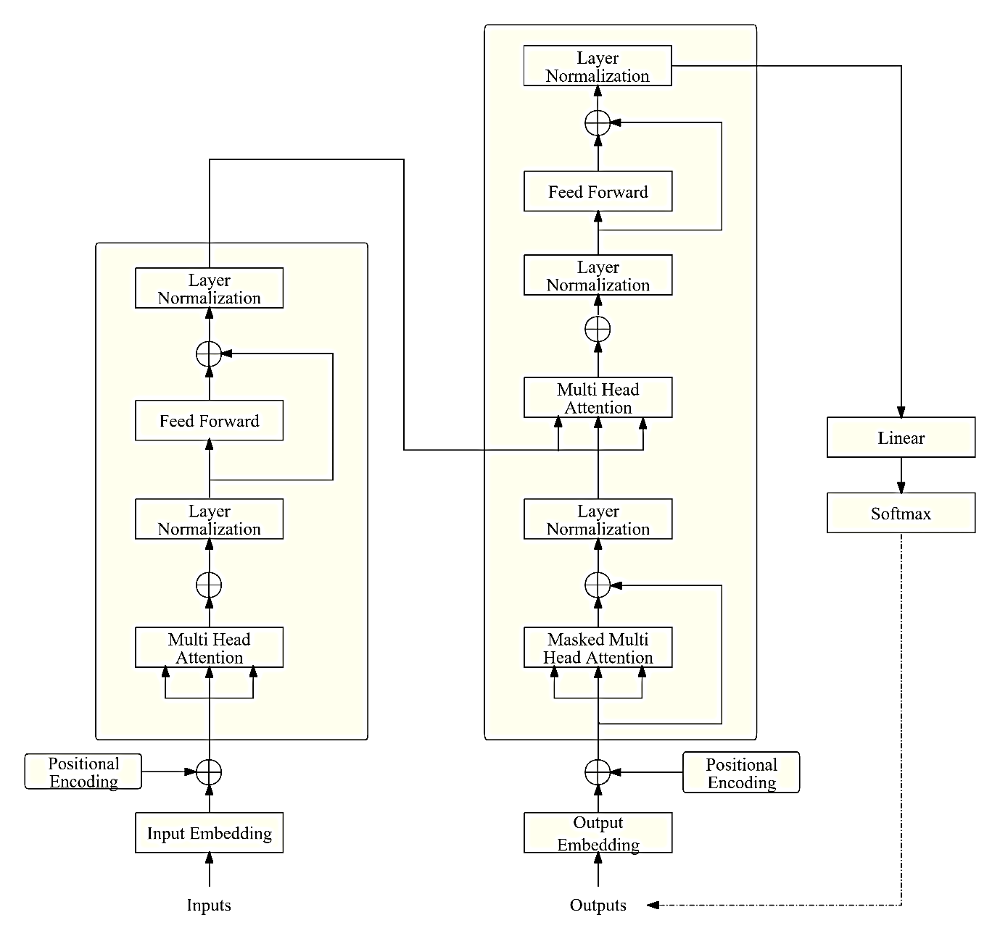 Layer
Normalization
Feed Forward
Layer
Normalization
Multi Head
Attention
Positional
Encoding
Input Embedding
Inputs
Layer
Normalization
Feed Forward
Layer
Normalization
Multi Head
Attention
Layer
Normalization
Masked Multi
Head Attention
Positional
Encoding
Output
Embedding
Outputs
Linear
Softmax